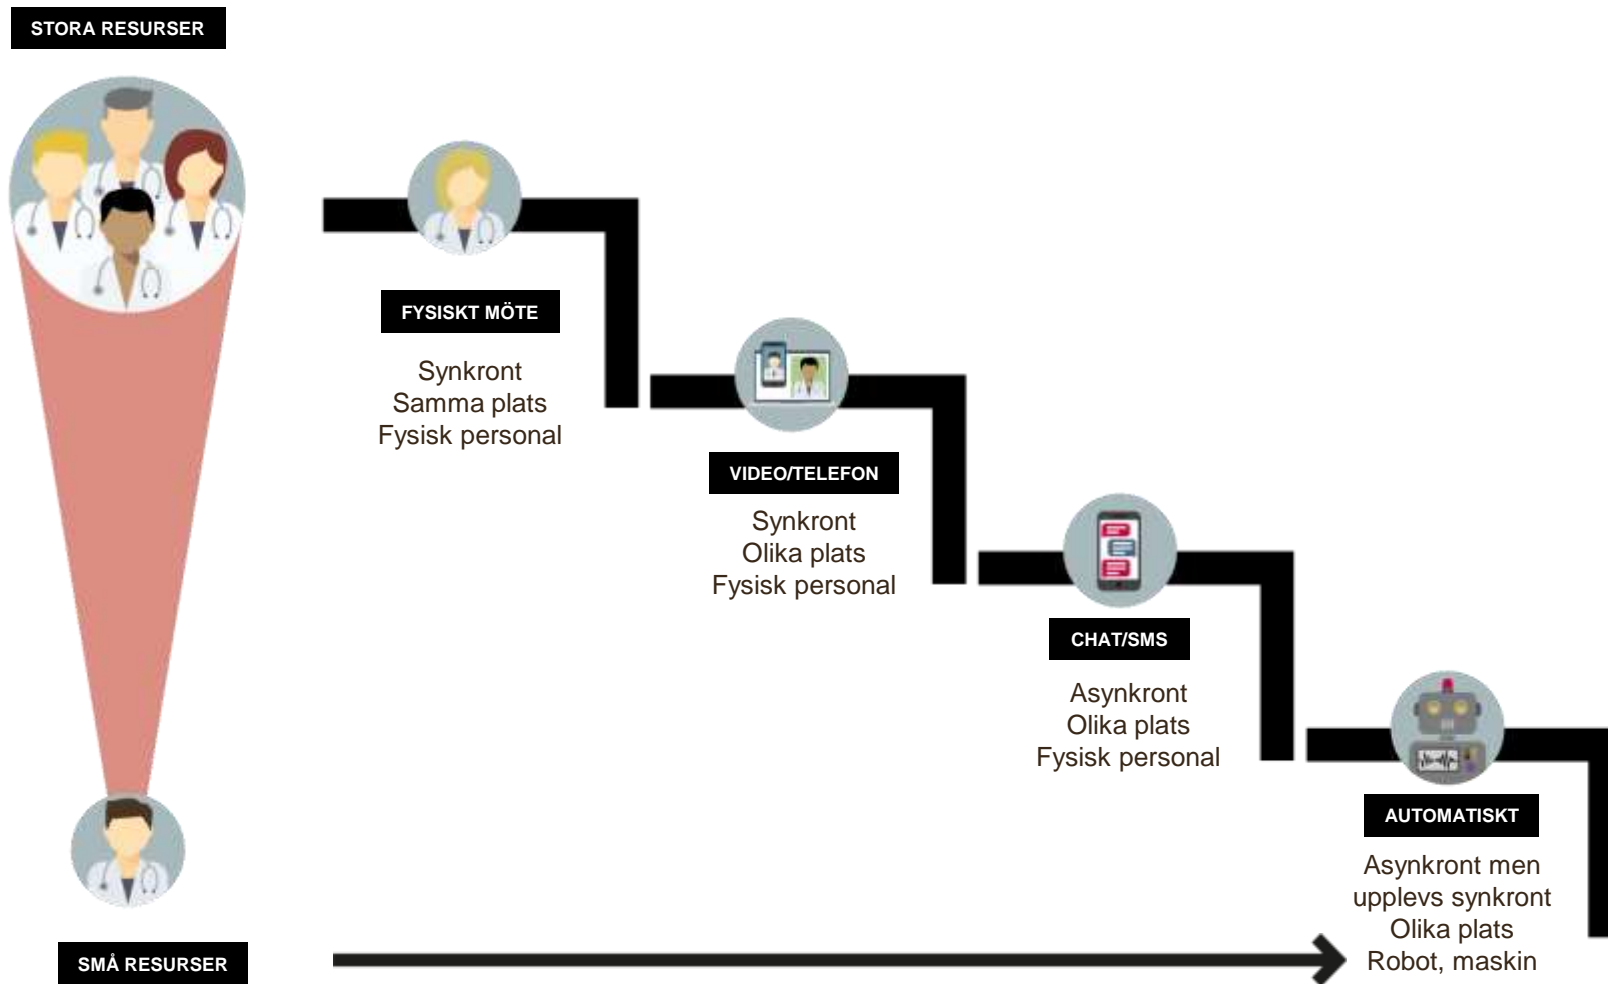 STORA RESURSER
FYSISKT MÖTE
Synkront
Samma plats
Fysisk personal
VIDEO/TELEFON
Synkront
Olika plats
Fysisk personal
CHAT/SMS
Asynkront
Olika plats
Fysisk personal
AUTOMATISKT
Asynkront men
upplevs synkront
Olika plats
Robot, maskin
SMÅ RESURSER